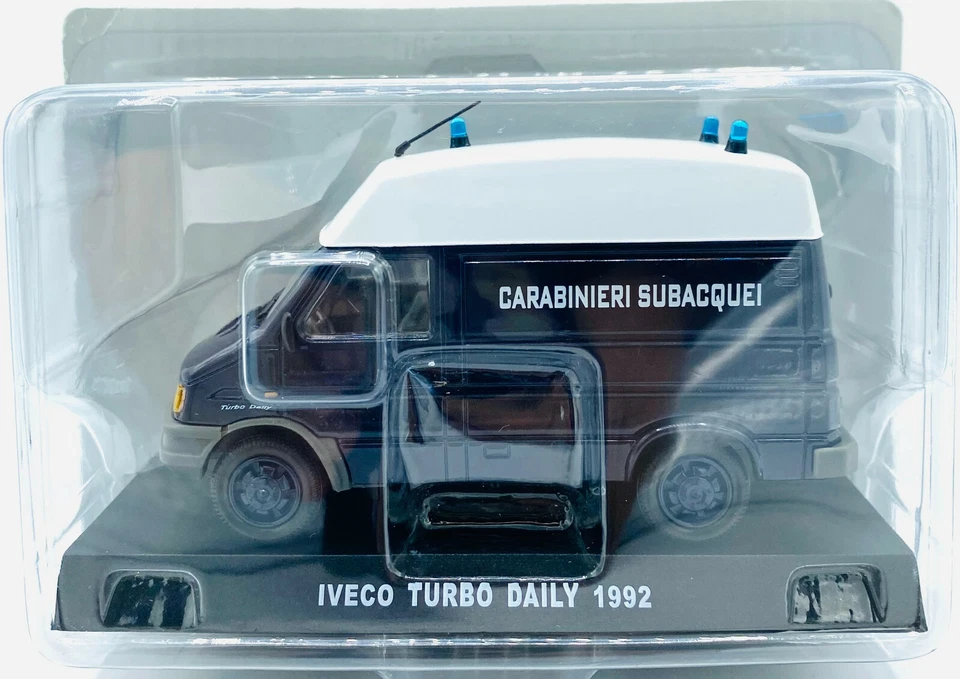 CARABINIERI SUBACQUEI
Turbo Daily
IVECO TURBO DAILY 1992